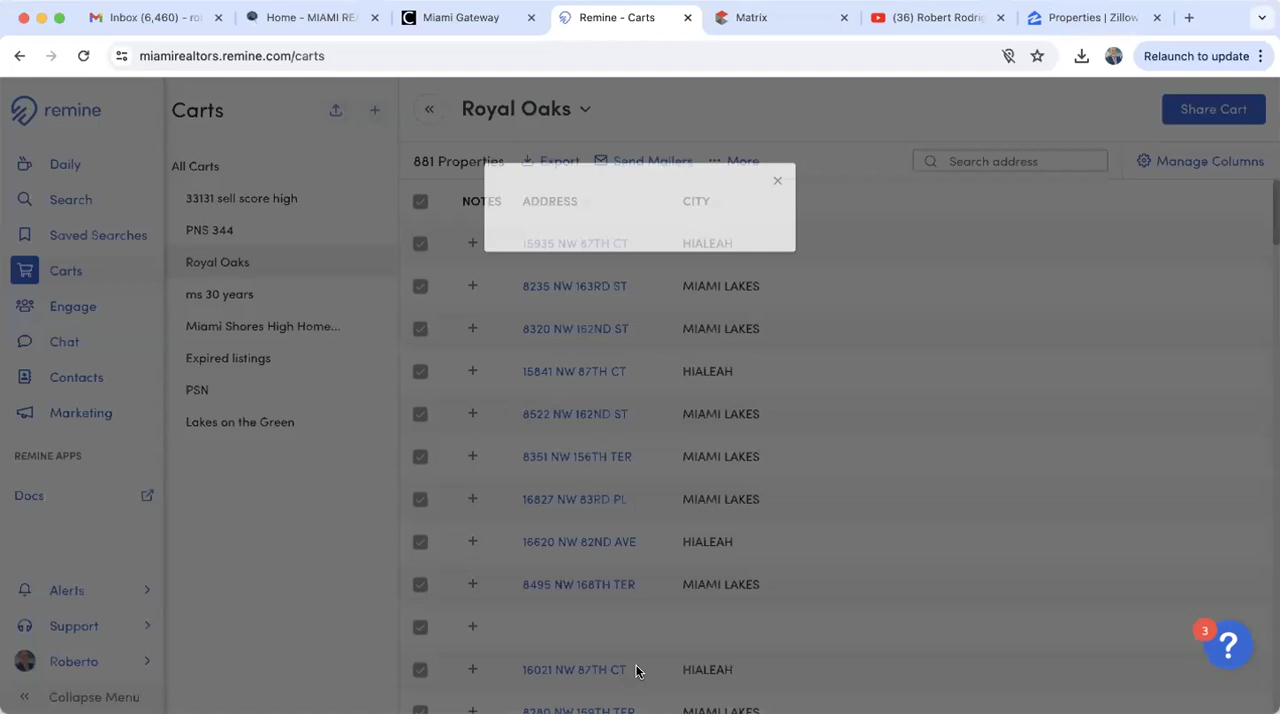 Inbox (6,460) - ro
Home - MIAMI RE
Miami Gateway
Remine - Carts
Matrix
(36) Robert Rodri
Properties | Zillow
miamirealtors.remine.com/carts
Relaunch to update
remine
Carts
Royal Oaks
Share Cart
881 Properties
Export
Send Mailers
More
Search address
Manage Columns
Daily
Search
Saved Searches
Carts
Engage
Chat
Contacts
Marketing
REMINE APPS
Docs
Alerts
Support
Roberto
Collapse Menu
All Carts
33131 sell score high
PNS 344
Royal Oaks
ms 30 years
Miami Shores High Home...
Expired listings
PSN
Lakes on the Green
NOTES ADDRESS CITY
15935 NW 87TH CT HIALEAH
8235 NW 163RD ST MIAMI LAKES
8320 NW 162ND ST MIAMI LAKES
15841 NW 87TH CT HIALEAH
8522 NW 162ND ST MIAMI LAKES
8351 NW 156TH TER MIAMI LAKES
16827 NW 83RD PL MIAMI LAKES
16620 NW 82ND AVE HIALEAH
8495 NW 168TH TER MIAMI LAKES
16021 NW 87TH CT HIALEAH
8280 NW 159TH TER MIAMI LAKES
3
?